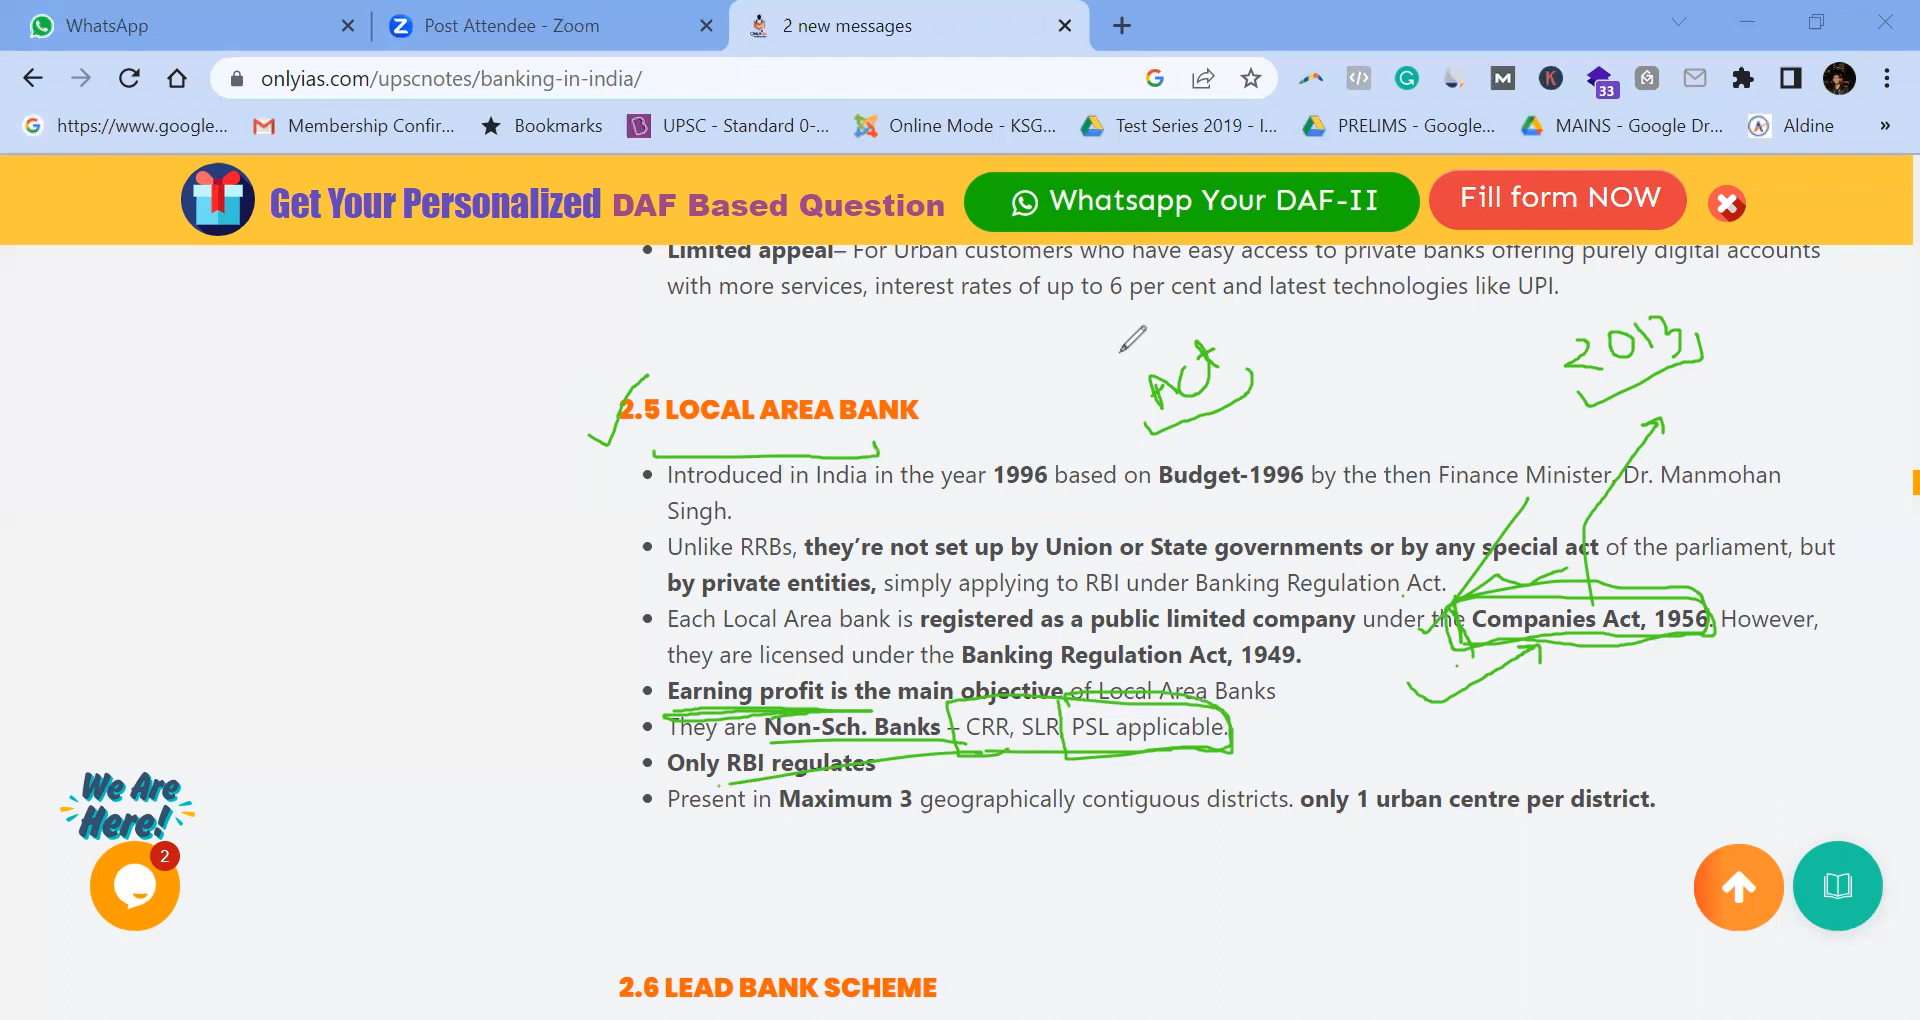 WhatsApp
Post Attendee - Zoom
2 new messages
onlyias.com/upscnotes/banking-in-india/
33
https://www.google...
Membership Confir...
Bookmarks
UPSC - Standard 0-...
Online Mode - KSG...
Test Series 2019 - I...
PRELIMS - Google...
MAINS - Google Dr...
Aldine
»
Get Your Personalized DAF Based Question
Whatsapp Your DAF-II
Fill form NOW
• Limited appeal– For Urban customers who have easy access to private banks offering purely digital accounts
with more services, interest rates of up to 6 per cent and latest technologies like UPI.
Act
2013
2.5 LOCAL AREA BANK
• Introduced in India in the year 1996 based on Budget-1996 by the then Finance Minister, Dr. Manmohan
Singh.
• Unlike RRBs, they’re not set up by Union or State governments or by any special act of the parliament, but
by private entities, simply applying to RBI under Banking Regulation Act.
• Each Local Area bank is registered as a public limited company under the Companies Act, 1956. However,
they are licensed under the Banking Regulation Act, 1949.
• Earning profit is the main objective of Local Area Banks
• They are Non-Sch. Banks – CRR, SLR, PSL applicable.
• Only RBI regulates
• Present in Maximum 3 geographically contiguous districts. only 1 urban centre per district.
We Are
Here!
2
2.6 LEAD BANK SCHEME